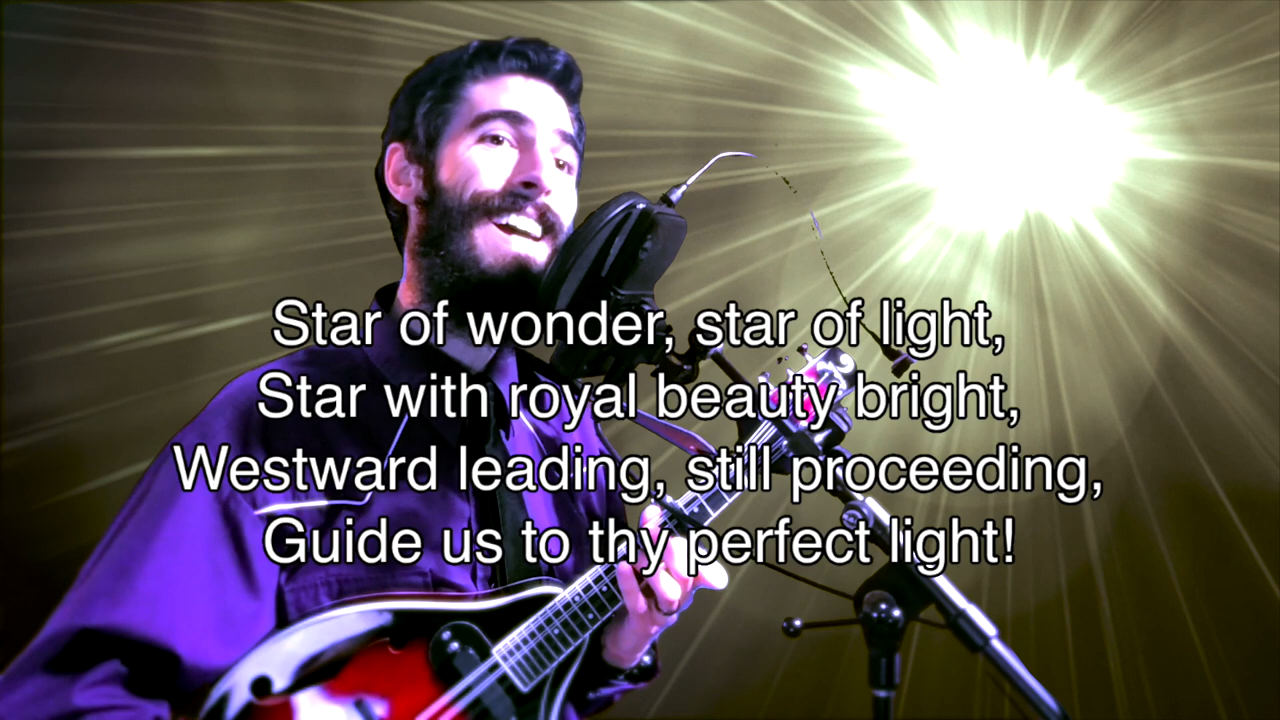 Star of wonder, star of light,
Star with royal beauty bright,
Westward leading, still proceeding,
Guide us to thy perfect light!